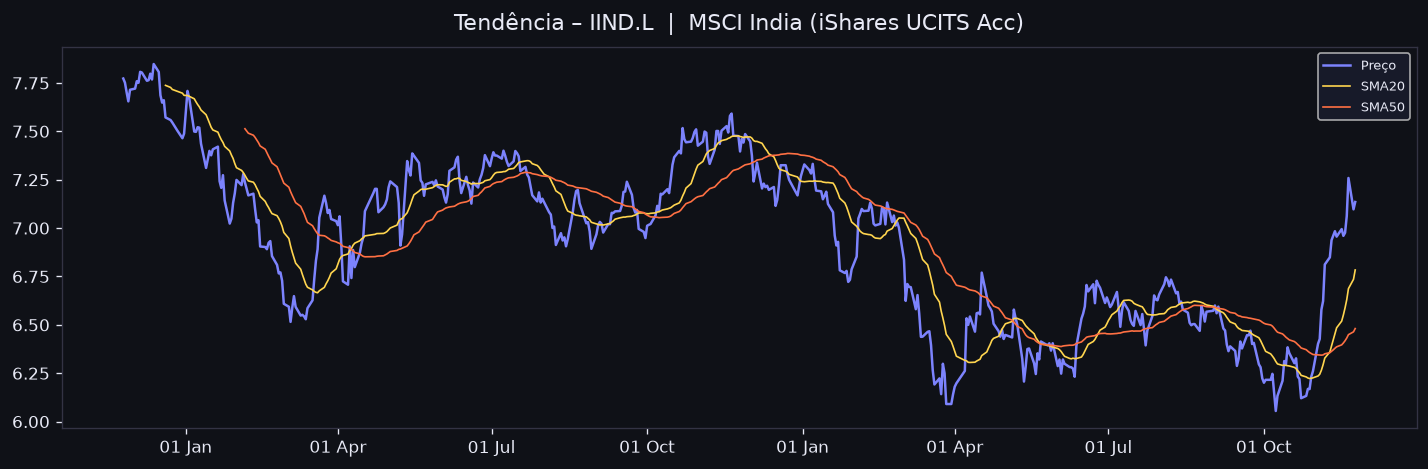 Tendência – IIND.L | MSCI India (iShares UCITS Acc)
Preço
SMA20
SMA50
7.75
7.50
7.25
7.00
6.75
6.50
6.25
6.00
01 Jan 01 Apr 01 Jul 01 Oct 01 Jan 01 Apr 01 Jul 01 Oct